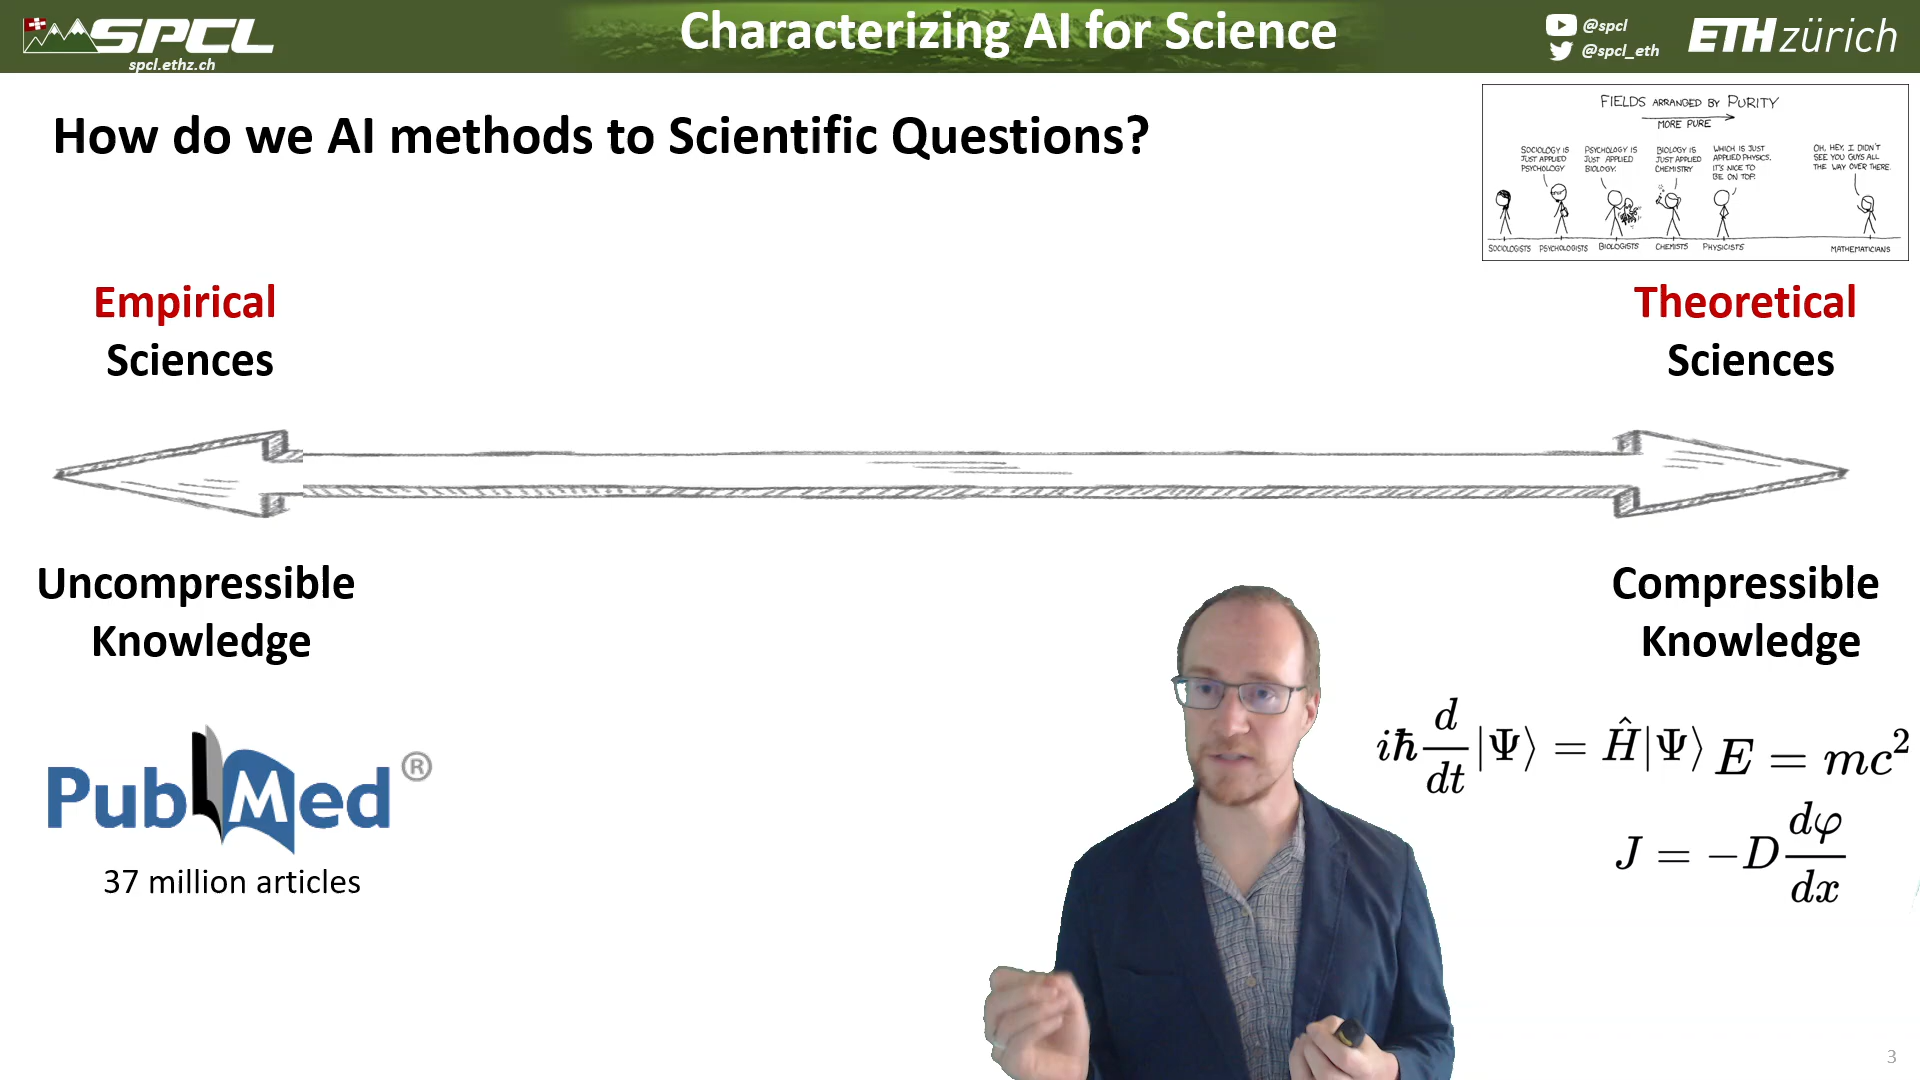 SPCL
spcl.ethz.ch
Characterizing AI for Science
@spcl
@spcl_eth
ETH zürich
How do we AI methods to Scientific Questions?
FIELDS ARRANGED BY PURITY
MORE PURE
SOCIOLOGY IS
JUST APPLIED
PSYCHOLOGY
PSYCHOLOGY IS
JUST APPLIED
BIOLOGY.
BIOLOGY IS
JUST APPLIED
CHEMISTRY
WHICH IS JUST
APPLIED PHYSICS.
IT'S NICE TO
BE ON TOP.
OH, HEY, I DIDN'T
SEE YOU GUYS ALL
THE WAY OVER THERE.
SOCIOLOGISTS
PSYCHOLOGISTS
BIOLOGISTS
CHEMISTS
PHYSICISTS
MATHEMATICIANS
Empirical
Sciences
Theoretical
Sciences
Uncompressible
Knowledge
Compressible
Knowledge
PubMed®
37 million articles
iħ d/dt |Ψ⟩ = Ĥ|Ψ⟩
E = mc²
J = −D dφ/dx
3